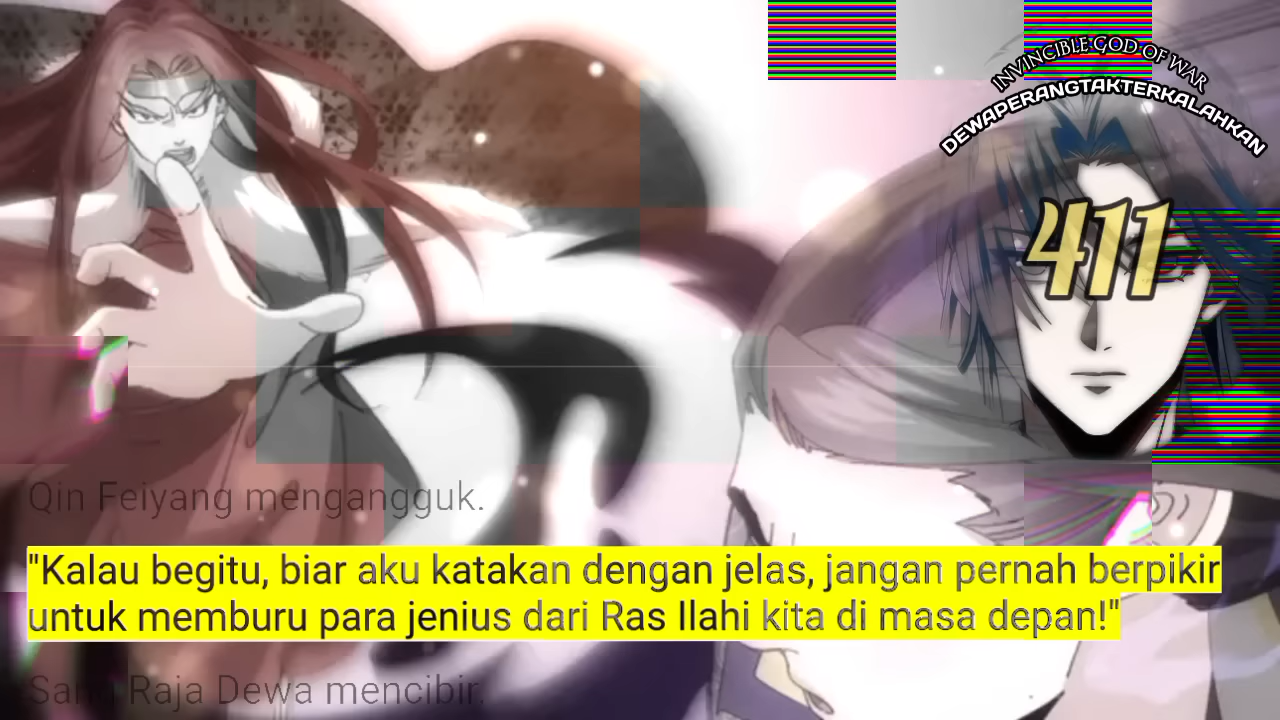 INVINCIBLE GOD OF WAR
DEWAPERANGTAKTERKALAHKAN
411
Qin Feiyang mengangguk.
"Kalau begitu, biar aku katakan dengan jelas, jangan pernah berpikir
untuk memburu para jenius dari Ras Ilahi kita di masa depan!"
Sang Raja Dewa mencibir.